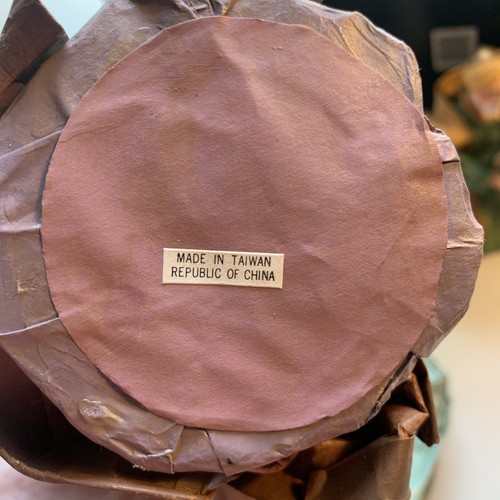 MADE IN TAIWAN
REPUBLIC OF CHINA